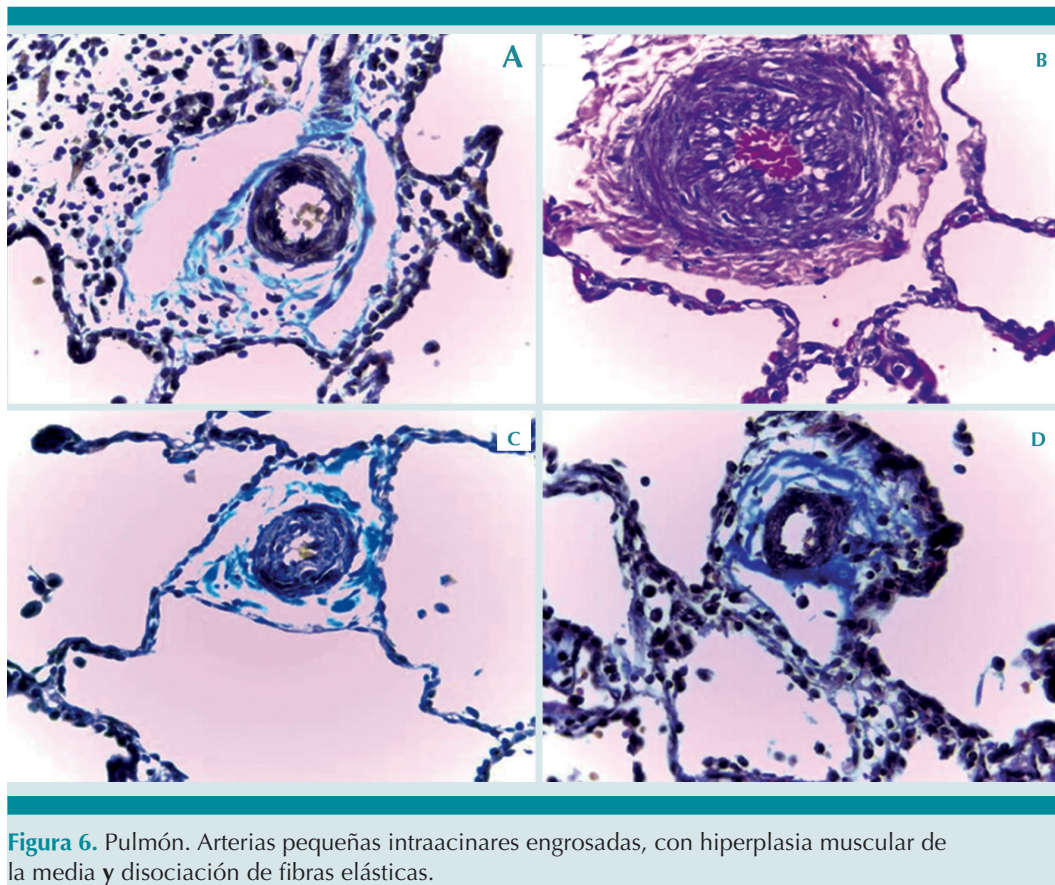 A
B
C
D
Figura 6. Pulmón. Arterias pequeñas intraacinares engrosadas, con hiperplasia muscular de
la media y disociación de fibras elásticas.